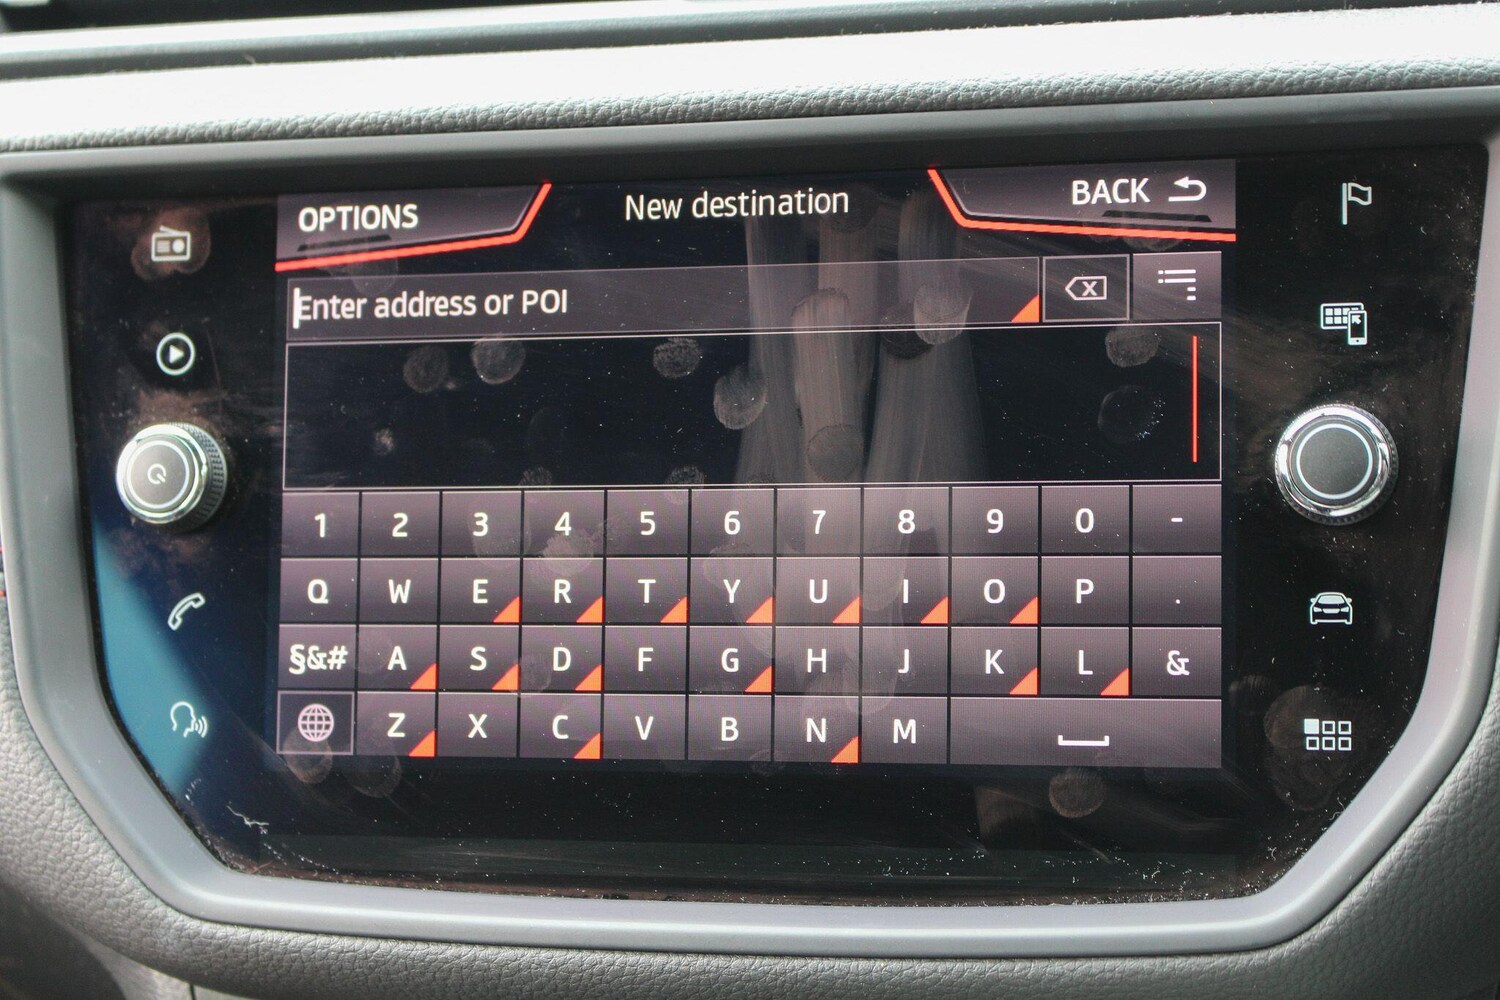 OPTIONS New destination BACK
Enter address or POI
1 2 3 4 5 6 7 8 9 0 -
Q W E R T Y U I O P .
§&# A S D F G H J K L &
Z X C V B N M